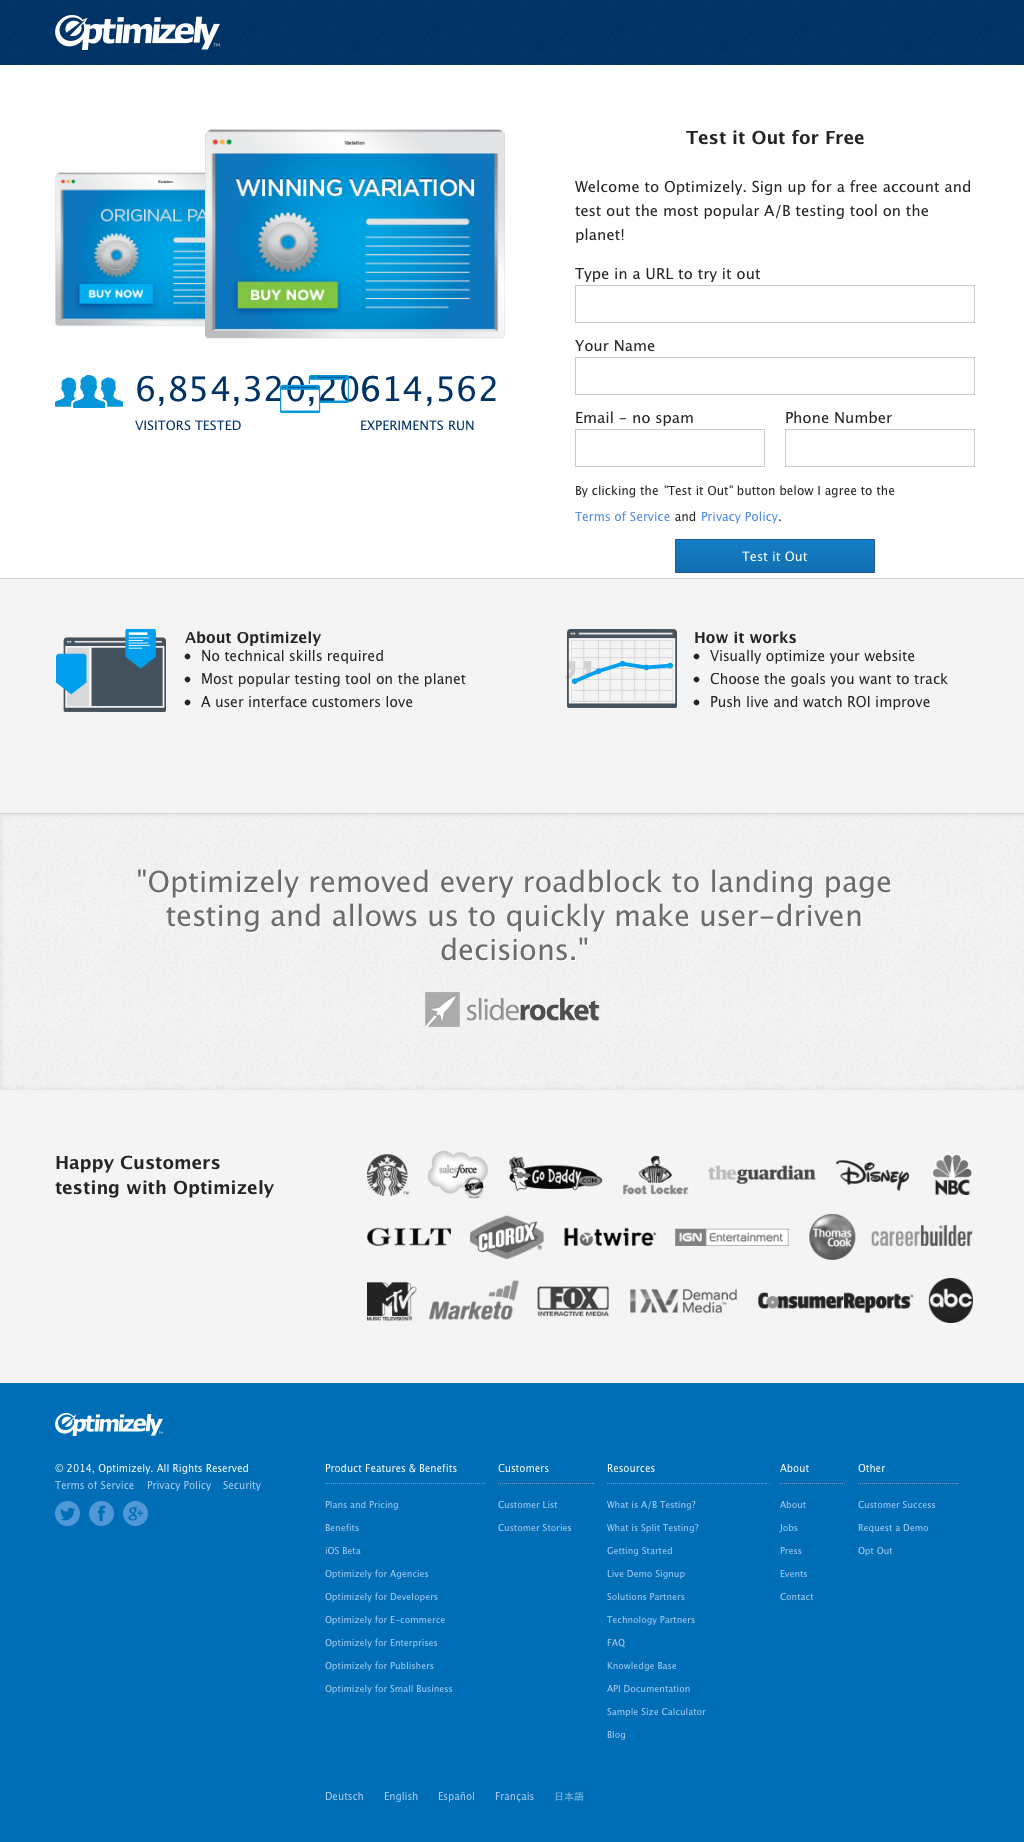 Optimizely™
Variation
WINNING VARIATION
BUY NOW
Variation
ORIGINAL PA
BUY NOW
6,854,320,206
VISITORS TESTED
614,562
EXPERIMENTS RUN
Test it Out for Free
Welcome to Optimizely. Sign up for a free account and
test out the most popular A/B testing tool on the
planet!
Type in a URL to try it out
Your Name
Email – no spam
Phone Number
By clicking the "Test it Out" button below I agree to the
Terms of Service and Privacy Policy.
Test it Out
About Optimizely
• No technical skills required
• Most popular testing tool on the planet
• A user interface customers love
How it works
• Visually optimize your website
• Choose the goals you want to track
• Push live and watch ROI improve
"Optimizely removed every roadblock to landing page
testing and allows us to quickly make user-driven
decisions."
sliderocket
Happy Customers
testing with Optimizely
salesforce
Go Daddy.COM
Foot Locker
theguardian
Disney
NBC
GILT
CLOROX
Hotwire
IGN Entertainment
Thomas
Cook
careerbuilder
MTV
MUSIC TELEVISION
Marketo
FOX
INTERACTIVE MEDIA
Demand
Media™
ConsumerReports
abc
Optimizely
© 2014, Optimizely. All Rights Reserved
Terms of Service Privacy Policy Security
Product Features & Benefits
Plans and Pricing
Benefits
iOS Beta
Optimizely for Agencies
Optimizely for Developers
Optimizely for E-commerce
Optimizely for Enterprises
Optimizely for Publishers
Optimizely for Small Business
Customers
Customer List
Customer Stories
Resources
What is A/B Testing?
What is Split Testing?
Getting Started
Live Demo Signup
Solutions Partners
Technology Partners
FAQ
Knowledge Base
API Documentation
Sample Size Calculator
Blog
About
About
Jobs
Press
Events
Contact
Other
Customer Success
Request a Demo
Opt Out
Deutsch English Español Français 日本語